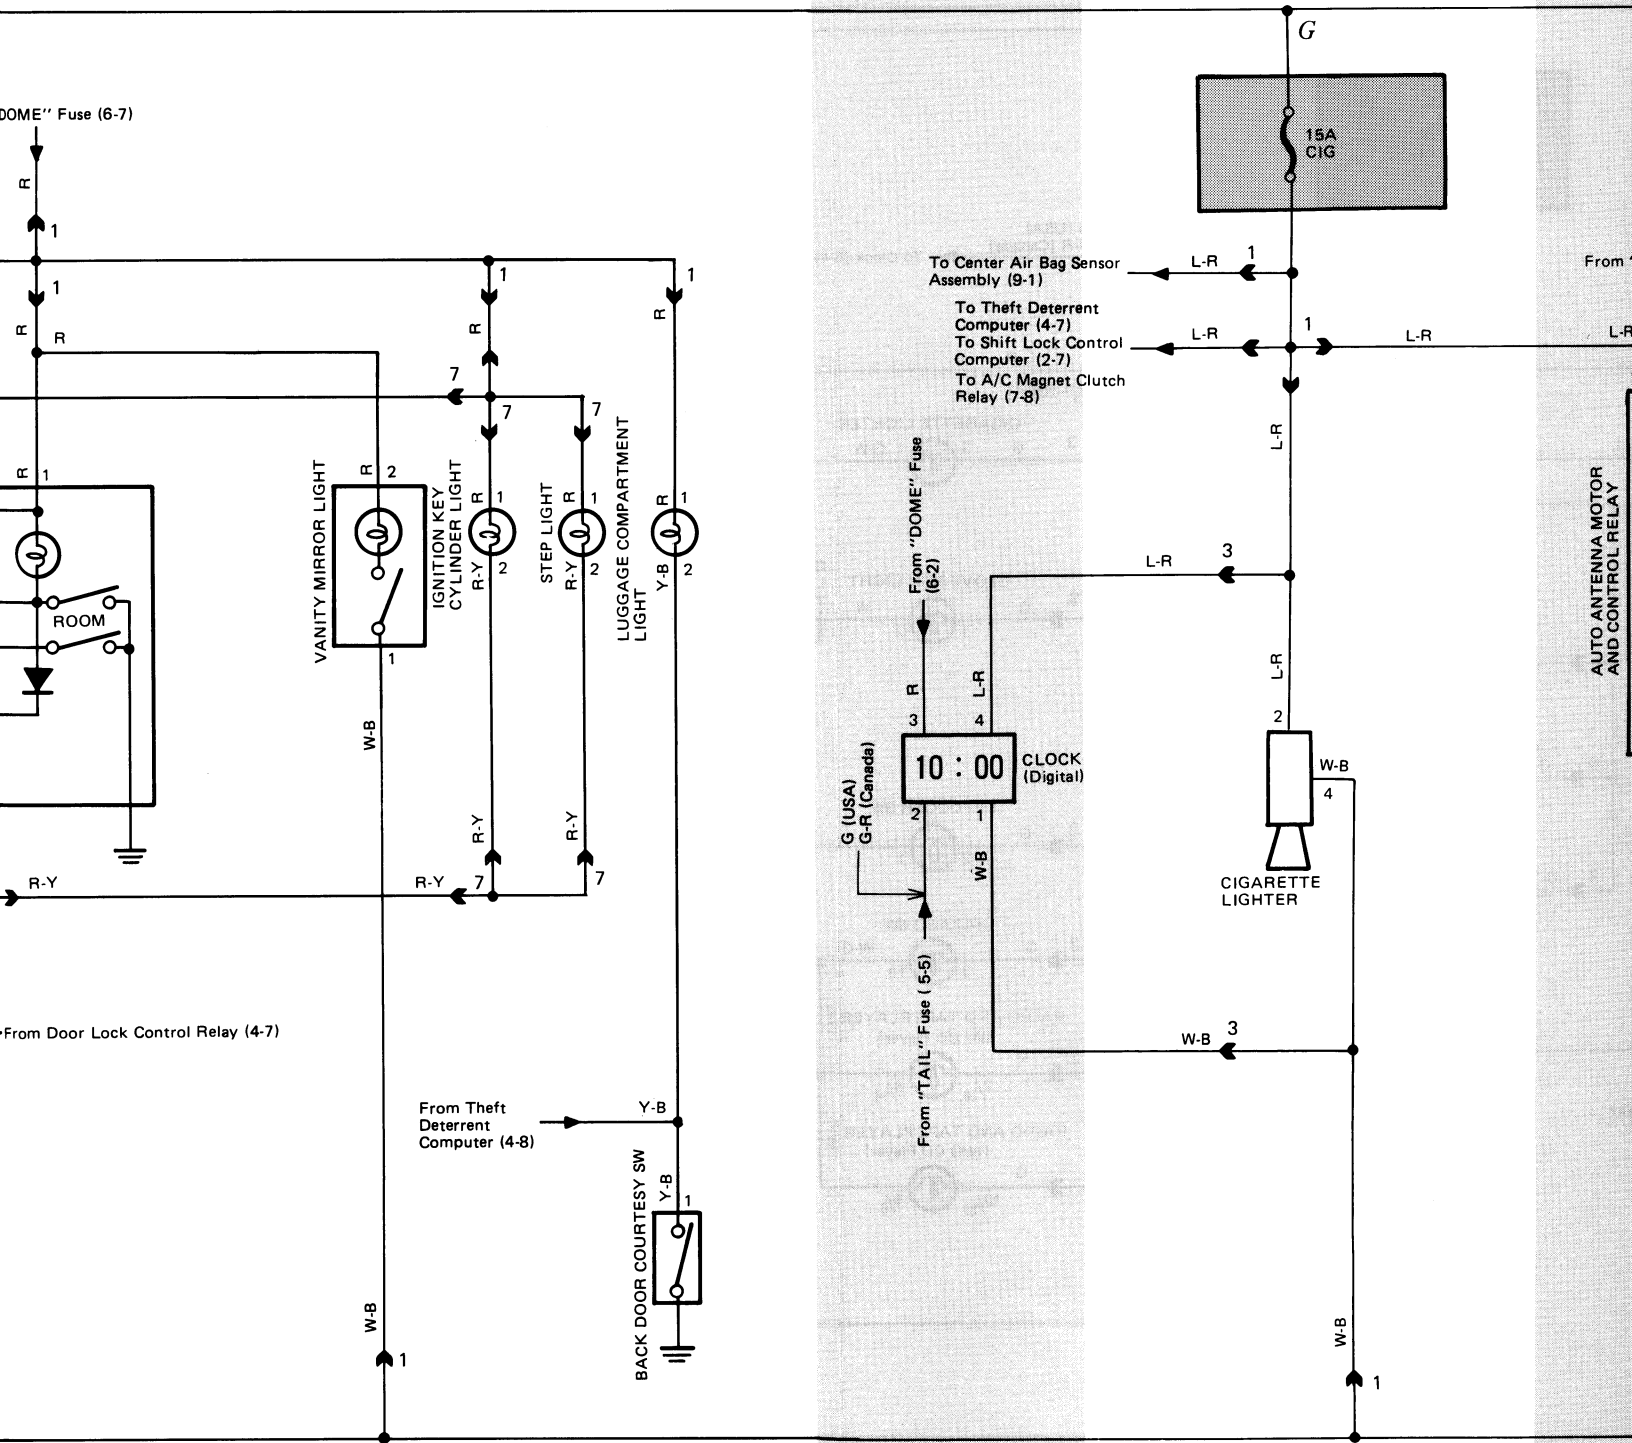 G
DOME" Fuse (6-7)
15A
CIG
R
1
1
R
R
1
R
1
R
To Center Air Bag Sensor
Assembly (9-1)
L-R
1
From "
To Theft Deterrent
Computer (4-7)
To Shift Lock Control
Computer (2-7)
To A/C Magnet Clutch
Relay (7-8)
L-R
1
L-R
L-R
7
7
7
L-R
R
1
VANITY MIRROR LIGHT
R
2
1
IGNITION KEY
CYLINDER LIGHT
R
1
R-Y
2
STEP LIGHT
R
1
R-Y
2
LUGGAGE COMPARTMENT
LIGHT
R
1
Y-B
2
ROOM
From "DOME" Fuse
(6-2)
L-R
3
AUTO ANTENNA MOTOR
AND CONTROL RELAY
R
3
L-R
4
L-R
2
W-B
10 : 00
CLOCK
(Digital)
W-B
4
G (USA)
G-R (Canada)
2
1
W-B
CIGARETTE
LIGHTER
R-Y
R-Y
R-Y
R-Y
7
7
From "TAIL" Fuse ( 5-5)
From Door Lock Control Relay (4-7)
W-B
3
From Theft
Deterrent
Computer (4-8)
Y-B
BACK DOOR COURTESY SW
Y-B
1
W-B
1
W-B
1